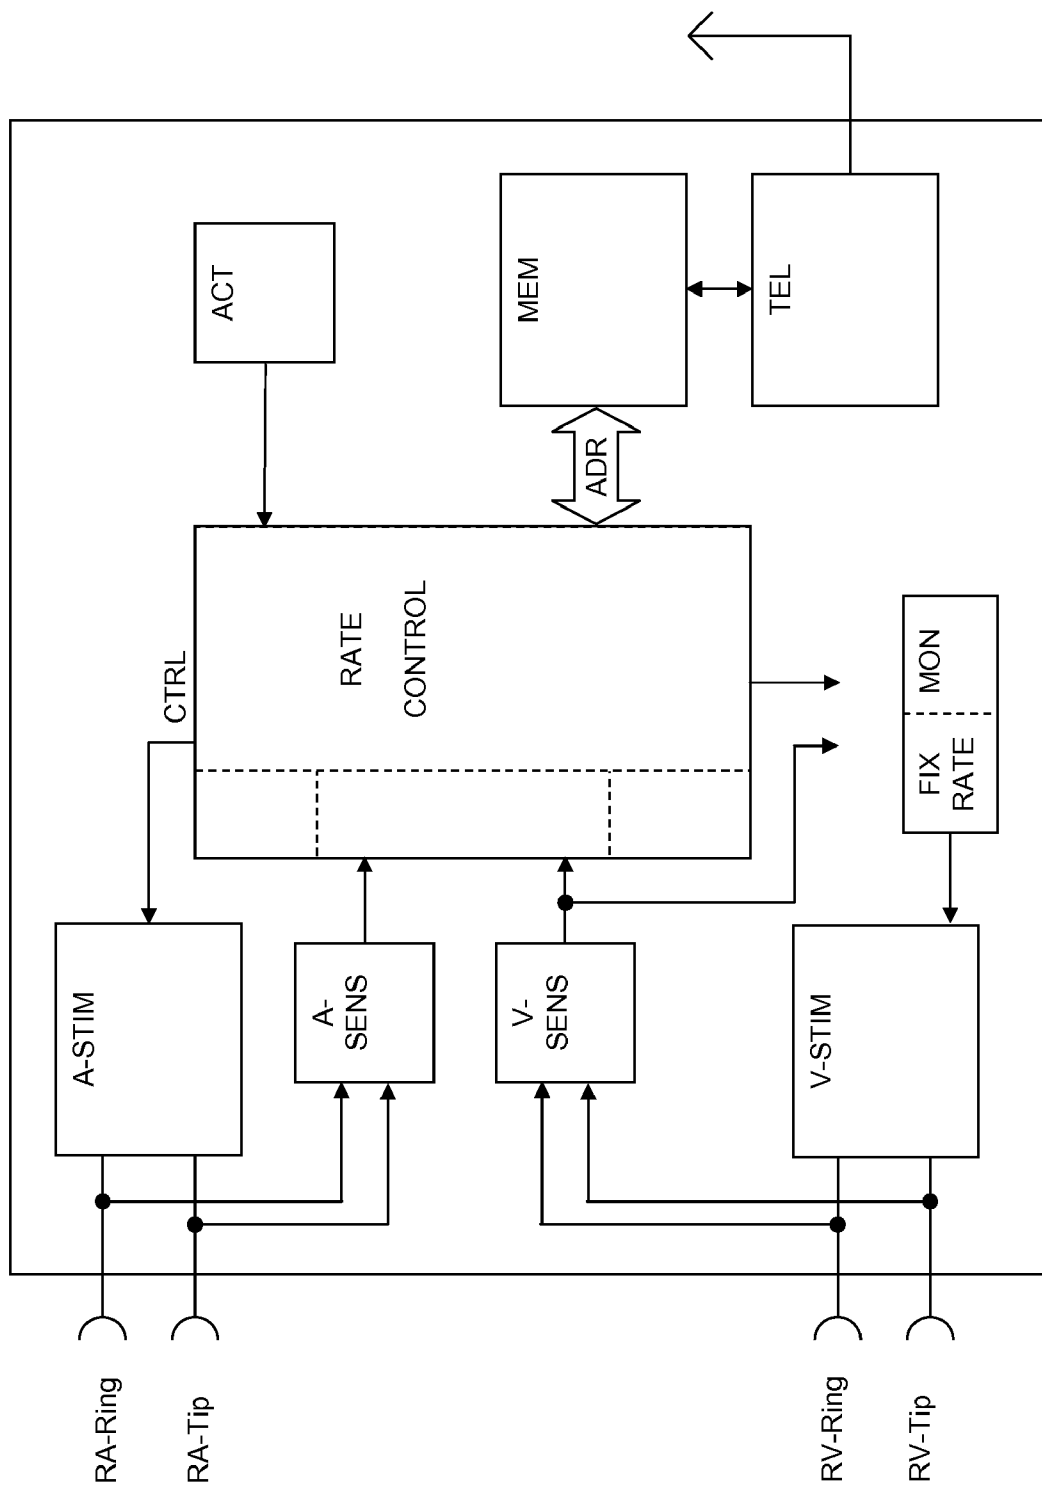 RA-Ring
RA-Tip
RV-Ring
RV-Tip
A-STIM
A-
SENS
V-
SENS
V-STIM
CTRL
RATE
CONTROL
FIX
RATE
MON
ADR
ACT
MEM
TEL